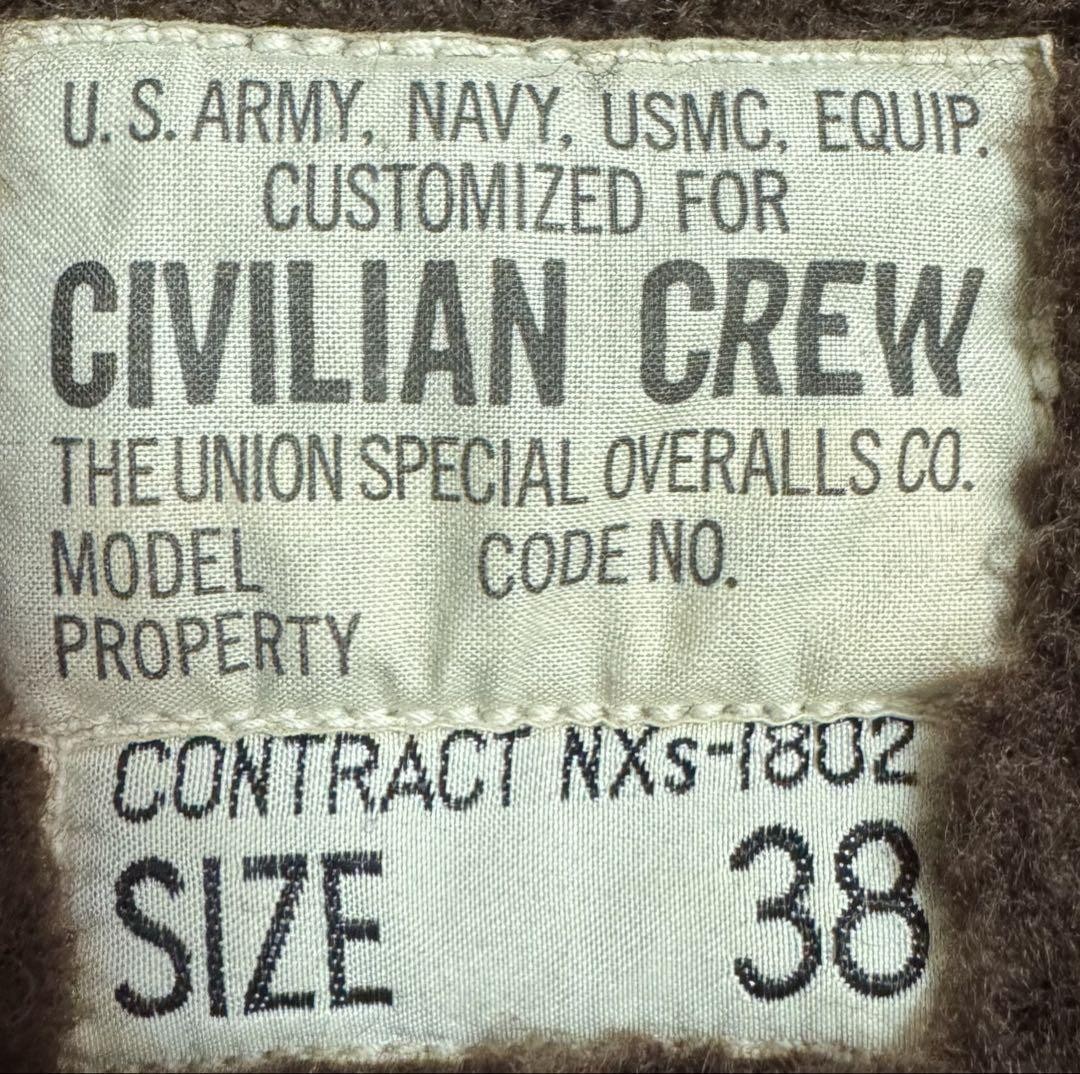 U.S. ARMY, NAVY, USMC, EQUIP.
CUSTOMIZED FOR
CIVILIAN CREW
THE UNION SPECIAL OVERALLS CO.
MODEL CODE NO.
PROPERTY
CONTRACT NXs-1802
SIZE 38